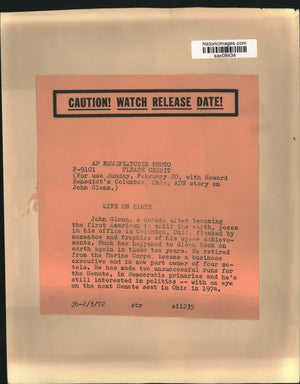 historicimages.com
sax08434
CAUTION! WATCH RELEASE DATE!
AP NEWSFEATURES PHOTO
F-9101 PLEASE CREDIT
(For use Sunday, February 20, with Howard
Benedict's Columbus, Ohio, APN story on
John Glenn.)
LIFE ON EARTH
John Glenn, a decade after becoming
the first American to orbit the earth, poses
in his office in Columbus, Ohio, flanked by
mementos and trophies of his space achieve-
ments. Much has happened to Glenn back on
earth again in those ten years. He retired
from the Marine Corps, became a business
executive and is now part owner of four mo-
tels. He has made two unsuccessful runs for
the Senate, in Democratic primaries and he's
still interested in politics -- with an eye
on the next Senate seat in Ohio in 1974.
jb-2/3/72 str s11235